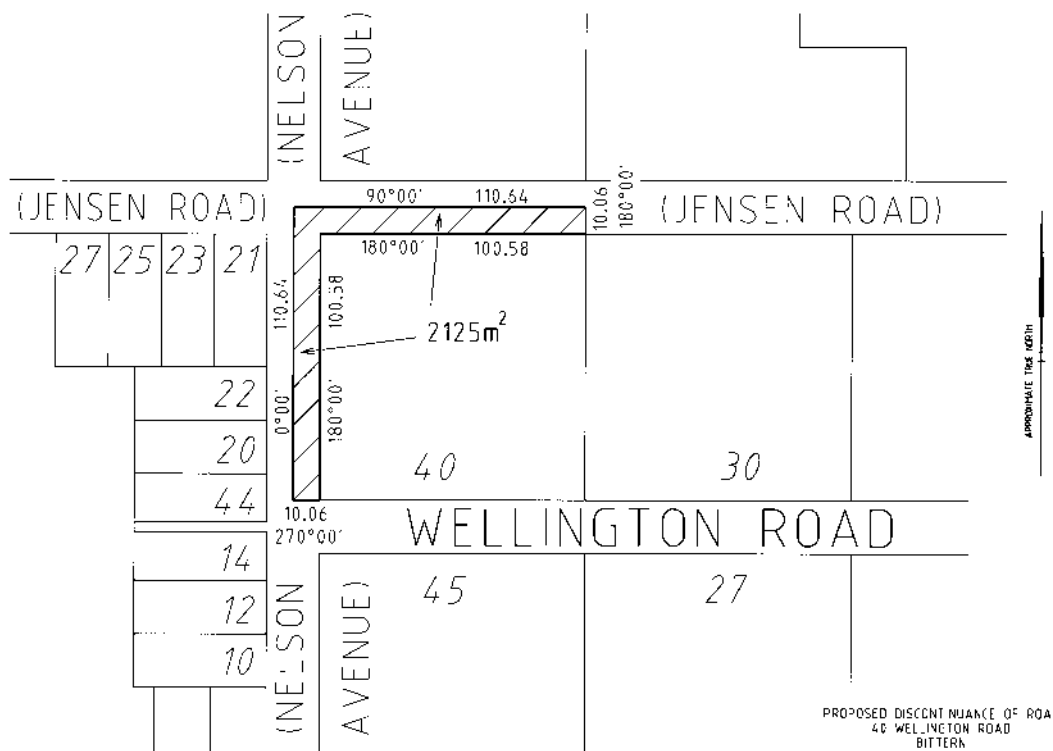 (NELSON
AVENUE)
(JENSEN ROAD)
90°00' 110.64
10.06
180°00'
(JENSEN ROAD)
27 25 23 21
180°00' 100.58
110.64
100.58
2125m²
APPROXIMATE TRUE NORTH
22
0°00'
180°00'
20
40
30
44
10.06
270°00'
WELLINGTON ROAD
14
45
27
12
10
(NELSON
AVENUE)
PROPOSED DISCONTINUANCE OF ROA
40 WELLINGTON ROAD
BITTERN